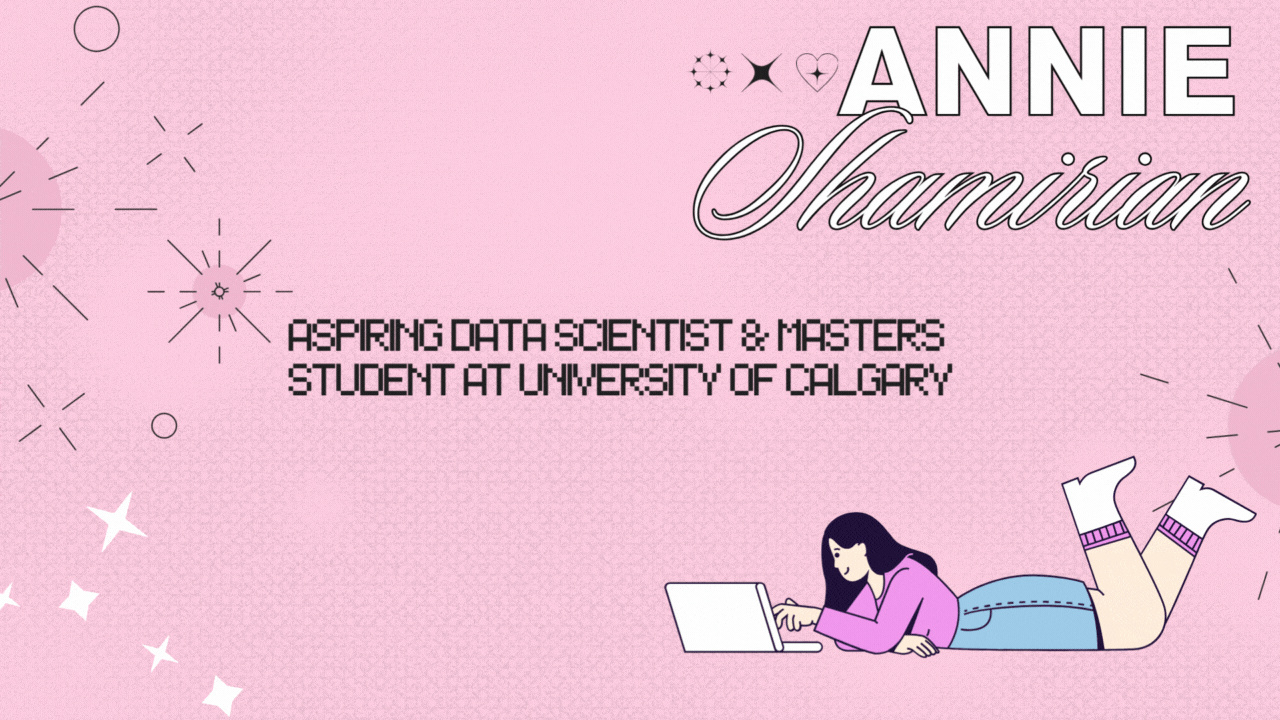 ANNIE
Shamirian
ASPIRING DATA SCIENTIST & MASTERS
STUDENT AT UNIVERSITY OF CALGARY